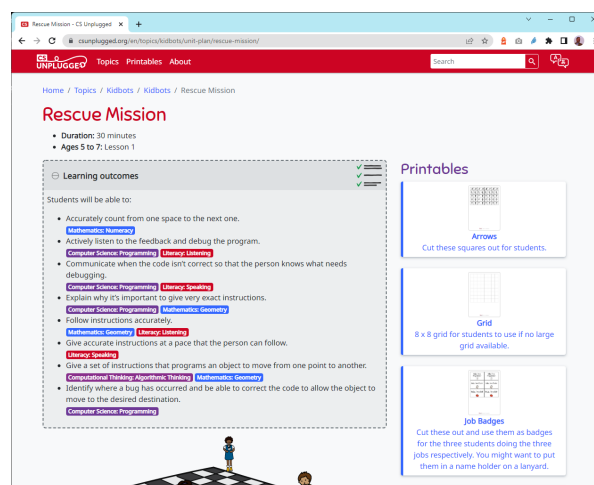 Rescue Mission - CS Unplugged
csunplugged.org/en/topics/kidbots/unit-plan/rescue-mission/
CS
UNPLUGGED
Topics Printables About
Search
Home / Topics / Kidbots / Kidbots / Rescue Mission
Rescue Mission
• Duration: 30 minutes
• Ages 5 to 7: Lesson 1
Learning outcomes
Students will be able to:
• Accurately count from one space to the next one.
Mathematics: Numeracy
• Actively listen to the feedback and debug the program.
Computer Science: Programming Literacy: Listening
• Communicate when the code isn't correct so that the person knows what needs
debugging.
Computer Science: Programming Literacy: Speaking
• Explain why it's important to give very exact instructions.
Computer Science: Programming Mathematics: Geometry
• Follow instructions accurately.
Mathematics: Geometry Literacy: Listening
• Give accurate instructions at a pace that the person can follow.
Literacy: Speaking
• Give a set of instructions that programs an object to move from one point to another.
Computational Thinking: Algorithmic Thinking Mathematics: Geometry
• Identify where a bug has occurred and be able to correct the code to allow the object to
move to the desired destination.
Computer Science: Programming
Printables
Arrows
Cut these squares out for students.
Grid
8 x 8 grid for students to use if no large
grid available.
Job Badges
Cut these out and use them as badges
for the three students doing the three
jobs respectively. You might want to put
them in a name holder on a lanyard.